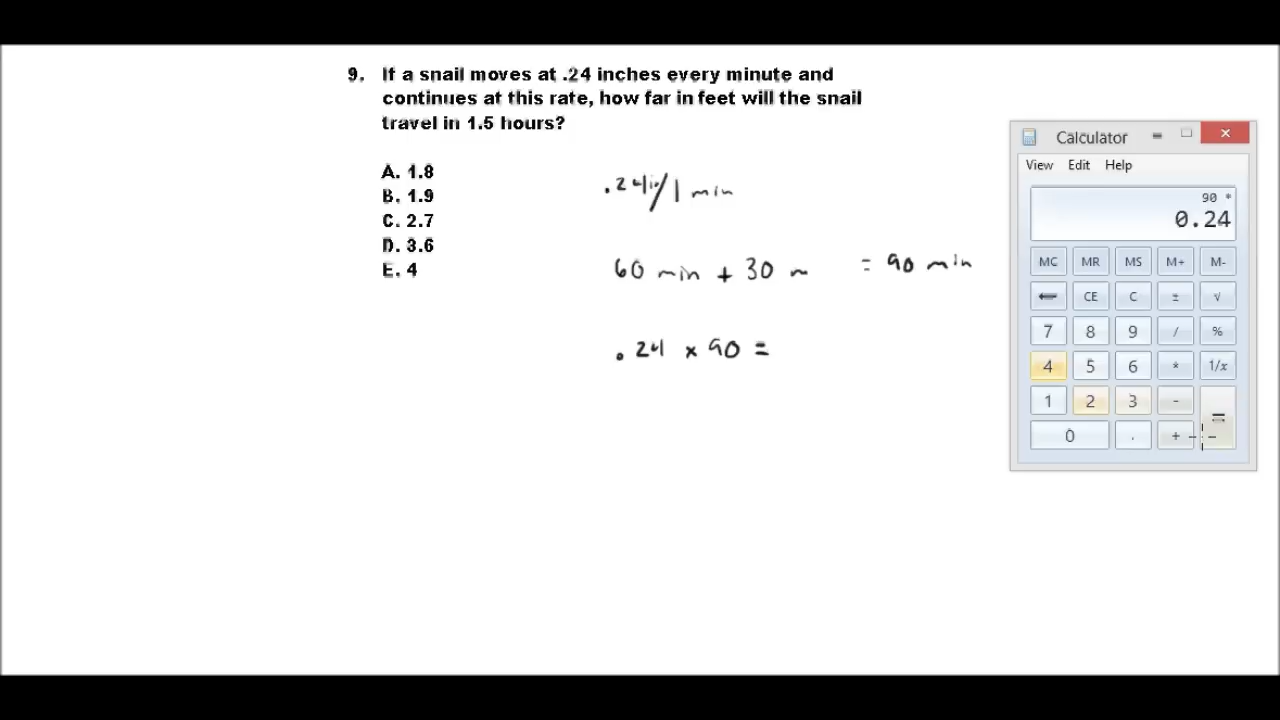 9. If a snail moves at .24 inches every minute and
continues at this rate, how far in feet will the snail
travel in 1.5 hours?
A. 1.8
B. 1.9
C. 2.7
D. 3.6
E. 4
.24in/1 min
60 min + 30 m = 90 min
.24 × 90 =
Calculator
View Edit Help
90 *
0.24
MC MR MS M+ M-
← CE C ± √
7 8 9 / %
4 5 6 * 1/x
1 2 3 - =
0 . +